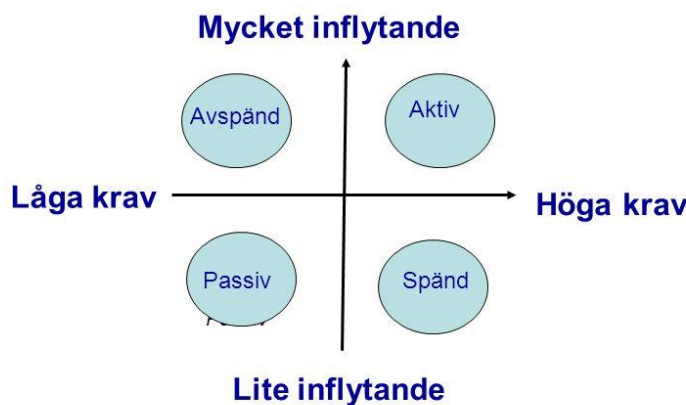 Mycket inflytande
Avspänd
Aktiv
Låga krav
Höga krav
Passiv
Spänd
Lite inflytande